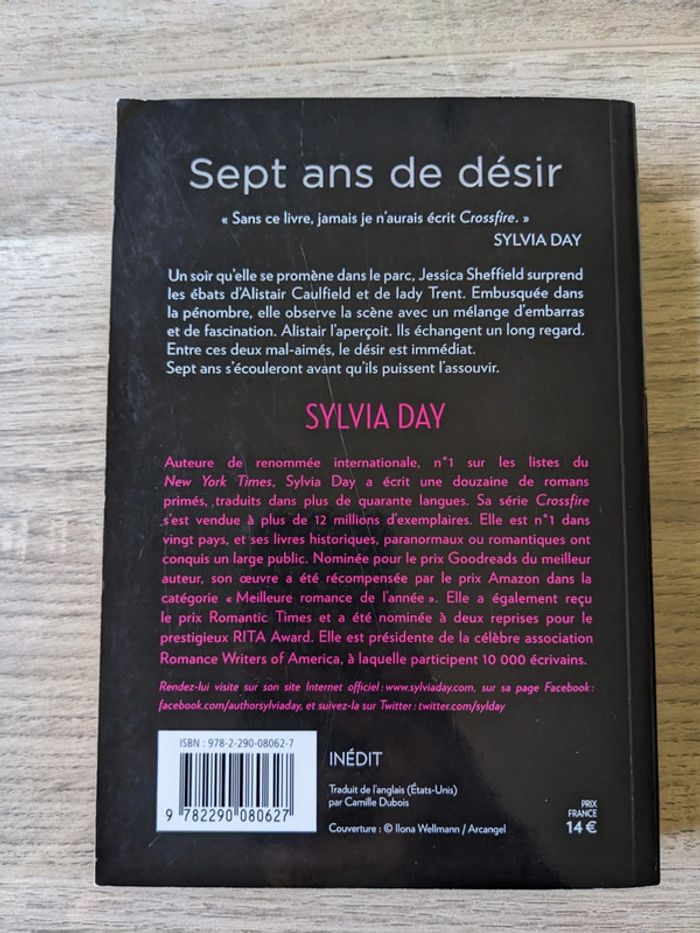 Sept ans de désir
« Sans ce livre, jamais je n'aurais écrit Crossfire. »
SYLVIA DAY
Un soir qu'elle se promène dans le parc, Jessica Sheffield surprend
les ébats d'Alistair Caulfield et de lady Trent. Embusquée dans
la pénombre, elle observe la scène avec un mélange d'embarras
et de fascination. Alistair l'aperçoit. Ils échangent un long regard.
Entre ces deux mal-aimés, le désir est immédiat.
Sept ans s'écouleront avant qu'ils puissent l'assouvir.
SYLVIA DAY
Auteure de renommée internationale, n°1 sur les listes du
New York Times, Sylvia Day a écrit une douzaine de romans
primés, traduits dans plus de quarante langues. Sa série Crossfire
s'est vendue à plus de 12 millions d'exemplaires. Elle est n°1 dans
vingt pays, et ses livres historiques, paranormaux ou romantiques ont
conquis un large public. Nominée pour le prix Goodreads du meilleur
auteur, son œuvre a été récompensée par le prix Amazon dans la
catégorie « Meilleure romance de l'année ». Elle a également reçu
le prix Romantic Times et a été nominée à deux reprises pour le
prestigieux RITA Award. Elle est présidente de la célèbre association
Romance Writers of America, à laquelle participent 10 000 écrivains.
Rendez-lui visite sur son site Internet officiel : www.sylviaday.com, sur sa page Facebook :
facebook.com/authorsylviaday, et suivez-la sur Twitter : twitter.com/sylday
ISBN : 978-2-290-08062-7
9 782290 080627
INÉDIT
Traduit de l'anglais (États-Unis)
par Camille Dubois
Couverture : © Ilona Wellmann / Arcangel
PRIX
FRANCE
14 €